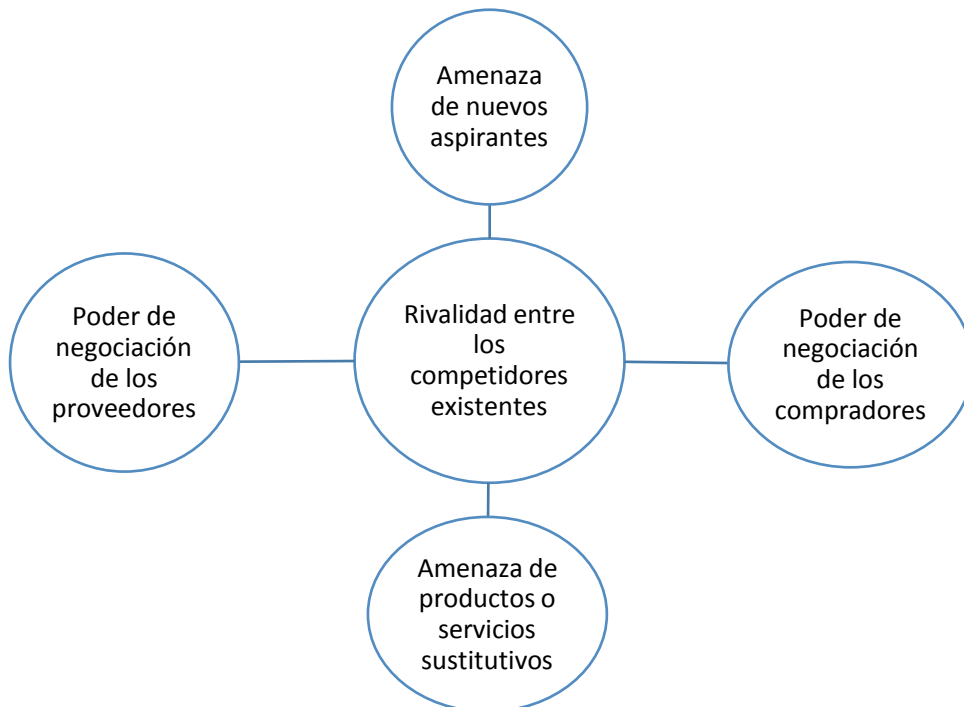 Amenaza
de nuevos
aspirantes
Poder de
negociación
de los
proveedores
Rivalidad entre
los
competidores
existentes
Poder de
negociación
de los
compradores
Amenaza de
productos o
servicios
sustitutivos